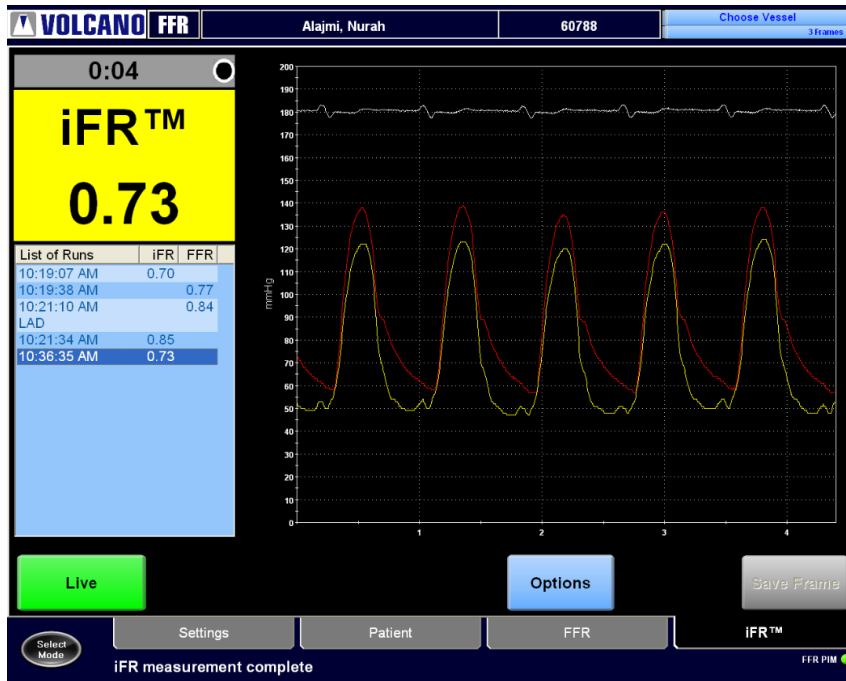 VOLCANO FFR Alajmi, Nurah 60788 Choose Vessel
3 Frames
0:04
iFR™
0.73
List of Runs iFR FFR
10:19:07 AM 0.70
10:19:38 AM 0.77
10:21:10 AM 0.84
LAD
10:21:34 AM 0.85
10:36:35 AM 0.73
200
190
180
170
160
150
140
130
120
110
100
90
80
70
60
50
40
30
20
10
0
mmHg
1 2 3 4
Live Options Save Frame
Select Mode
Settings Patient FFR iFR™
iFR measurement complete
FFR PIM